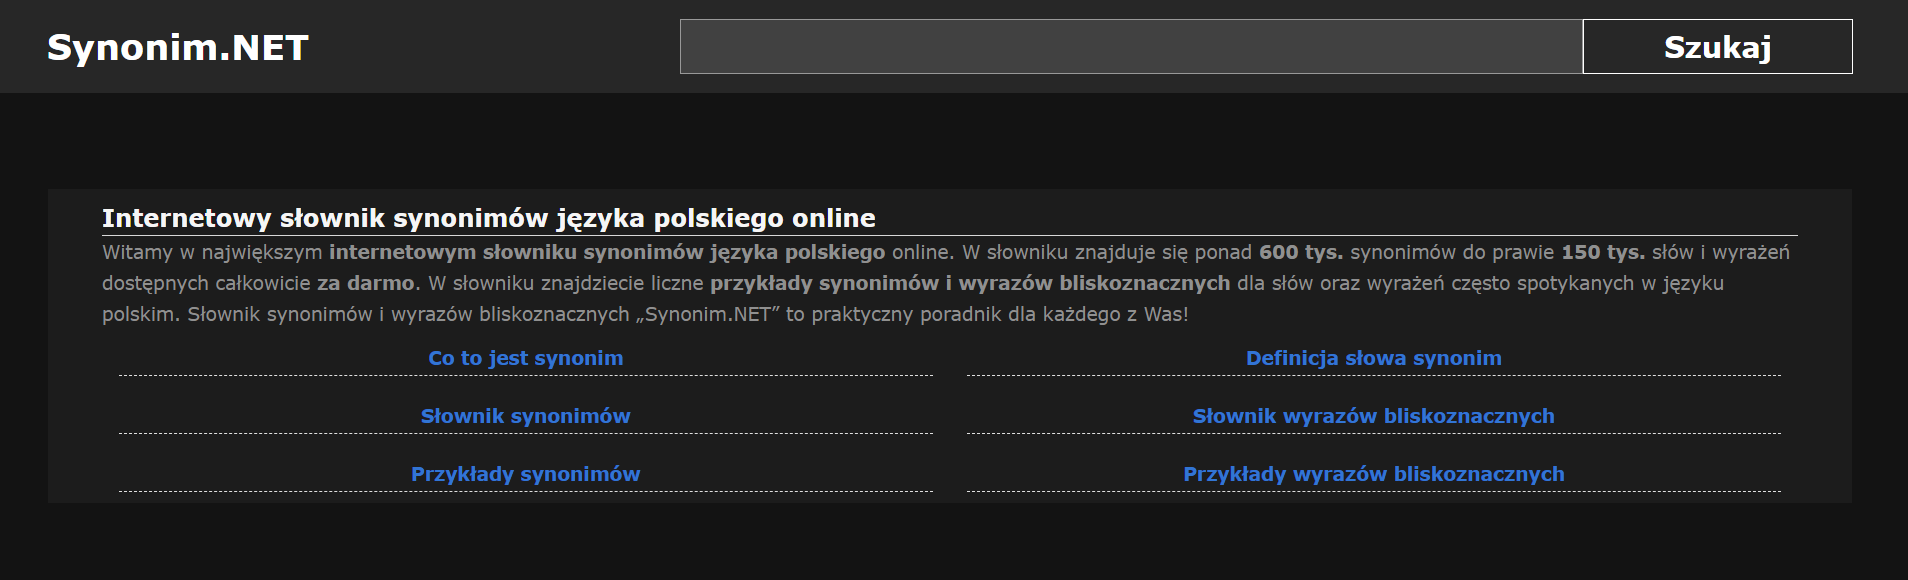 Synonim.NET
Szukaj
Internetowy słownik synonimów języka polskiego online
Witamy w największym internetowym słowniku synonimów języka polskiego online. W słowniku znajduje się ponad 600 tys. synonimów do prawie 150 tys. słów i wyrażeń
dostępnych całkowicie za darmo. W słowniku znajdziecie liczne przykłady synonimów i wyrazów bliskoznacznych dla słów oraz wyrażeń często spotykanych w języku
polskim. Słownik synonimów i wyrazów bliskoznacznych „Synonim.NET” to praktyczny poradnik dla każdego z Was!
Co to jest synonim
Definicja słowa synonim
Słownik synonimów
Słownik wyrazów bliskoznacznych
Przykłady synonimów
Przykłady wyrazów bliskoznacznych